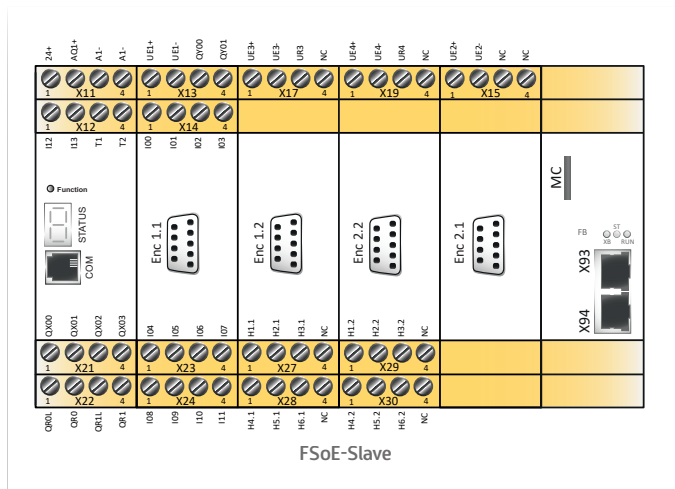 24+ AQ1+ A1- A1- UE1+ UE1- QY00 QY01 UE3+ UE3- UR3 NC UE4+ UE4- UR4 NC UE2+ UE2- NC NC
1 X11 4 1 X13 4 1 X17 4 1 X19 4 1 X15 4
1 X12 4 1 X14 4
I12 I13 T1 T2 I00 I01 I02 I03
Function
STATUS
COM
Enc 1.1
Enc 1.2
Enc 2.2
Enc 2.1
MC
FB ST
XB RUN
X93
X94
QX00 QX01 QX02 QX03 I04 I05 I06 I07 H1.1 H2.1 H3.1 NC H1.2 H2.2 H3.2 NC
1 X21 4 1 X23 4 1 X27 4 1 X29 4
1 X22 4 1 X24 4 1 X28 4 1 X30 4
QR0L QR0 QR1L QR1 I08 I09 I10 I11 H4.1 H5.1 H6.1 NC H4.2 H5.2 H6.2 NC
FSoE-Slave